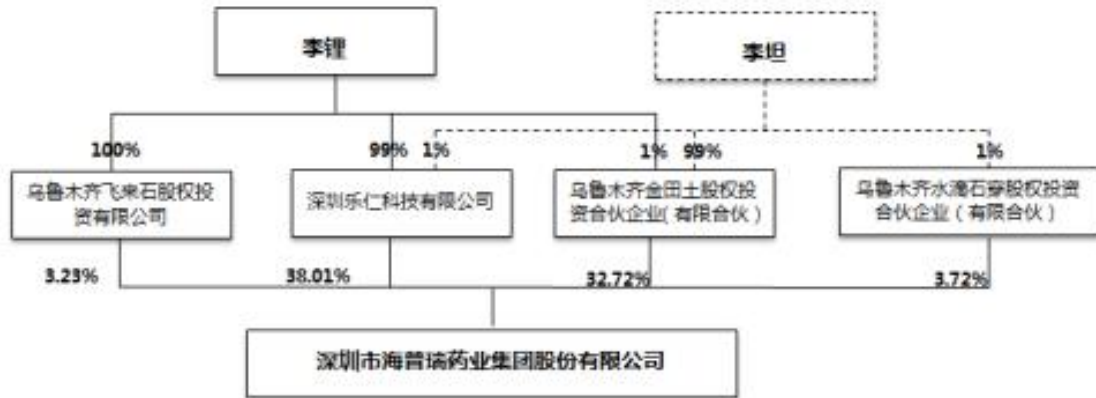 李锂
李坦
100%
99% 1%
1% 99%
1%
乌鲁木齐飞来石股权投
资有限公司
深圳乐仁科技有限公司
乌鲁木齐金田土股权投
资合伙企业(有限合伙)
乌鲁木齐水滴石穿股权投资
合伙企业(有限合伙)
3.23%
38.01%
32.72%
3.72%
深圳市海普瑞药业集团股份有限公司